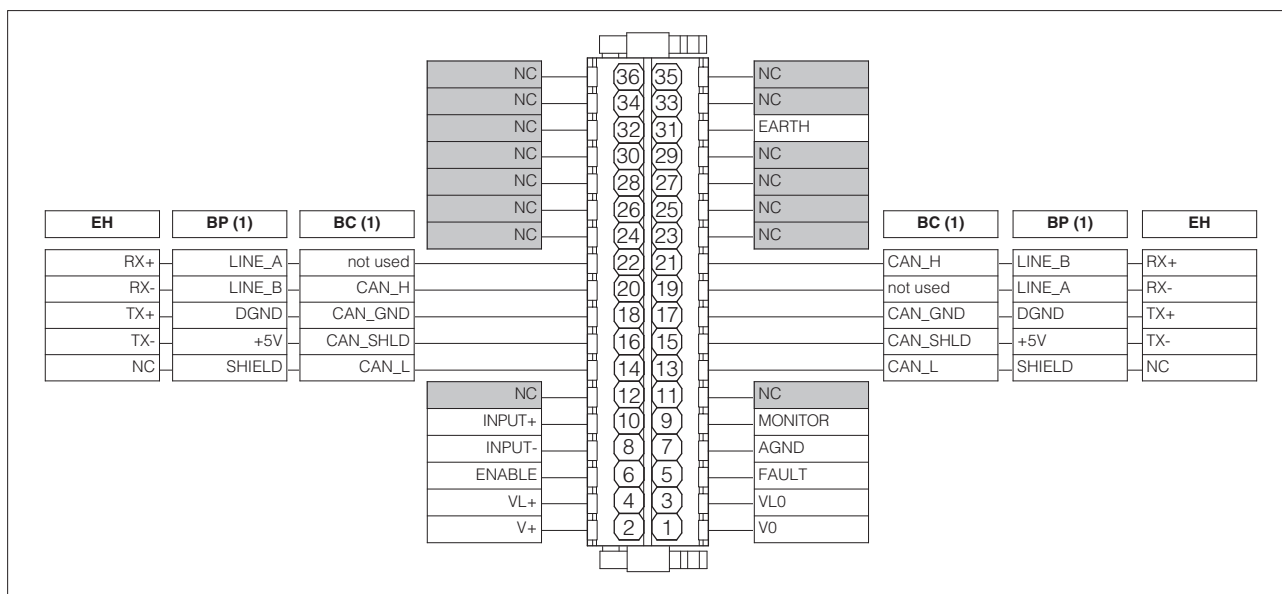 NC 36 35 NC
NC 34 33 NC
NC 32 31 EARTH
NC 30 29 NC
NC 28 27 NC
NC 26 25 NC
NC 24 23 NC
EH BP (1) BC (1) BC (1) BP (1) EH
RX+ LINE_A not used 22 21 CAN_H LINE_B RX+
RX- LINE_B CAN_H 20 19 not used LINE_A RX-
TX+ DGND CAN_GND 18 17 CAN_GND DGND TX+
TX- +5V CAN_SHLD 16 15 CAN_SHLD +5V TX-
NC SHIELD CAN_L 14 13 CAN_L SHIELD NC
NC 12 11 NC
INPUT+ 10 9 MONITOR
INPUT- 8 7 AGND
ENABLE 6 5 FAULT
VL+ 4 3 VL0
V+ 2 1 V0